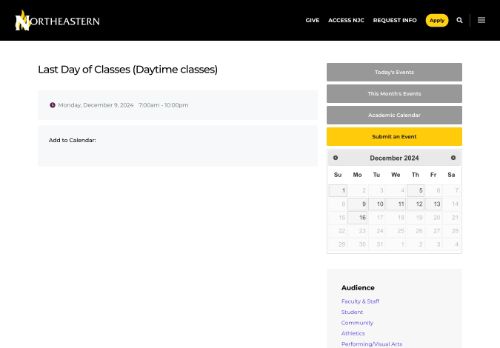 NORTHEASTERN
GIVE ACCESS NJC REQUEST INFO Apply
Last Day of Classes (Daytime classes)
Monday, December 9, 2024 7:00am - 10:00pm
Add to Calendar:
Today's Events
This Month's Events
Academic Calendar
Submit an Event
December 2024
Su Mo Tu We Th Fr Sa
1 2 3 4 5 6 7
8 9 10 11 12 13 14
15 16 17 18 19 20 21
22 23 24 25 26 27 28
29 30 31 1 2 3 4
Audience
Faculty & Staff
Student
Community
Athletics
Performing/Visual Arts